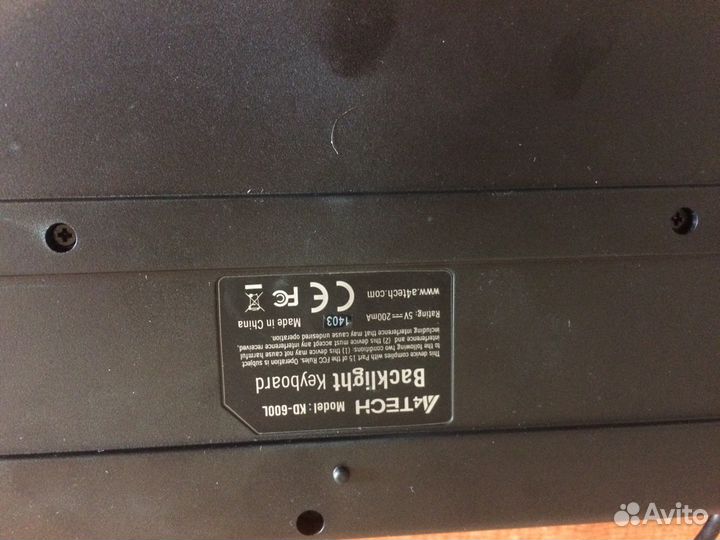 A4TECH Model: KD-600L
Backlight Keyboard
This device complies with Part 15 of the FCC Rules. Operation is subject
to the following two conditions: (1) this device may not cause harmful
interference and (2) this device must accept any interference received,
including interference that may cause undesired operation.
Rating: 5V 200mA 1403 Made in China
www.a4tech.com CE FC
Avito